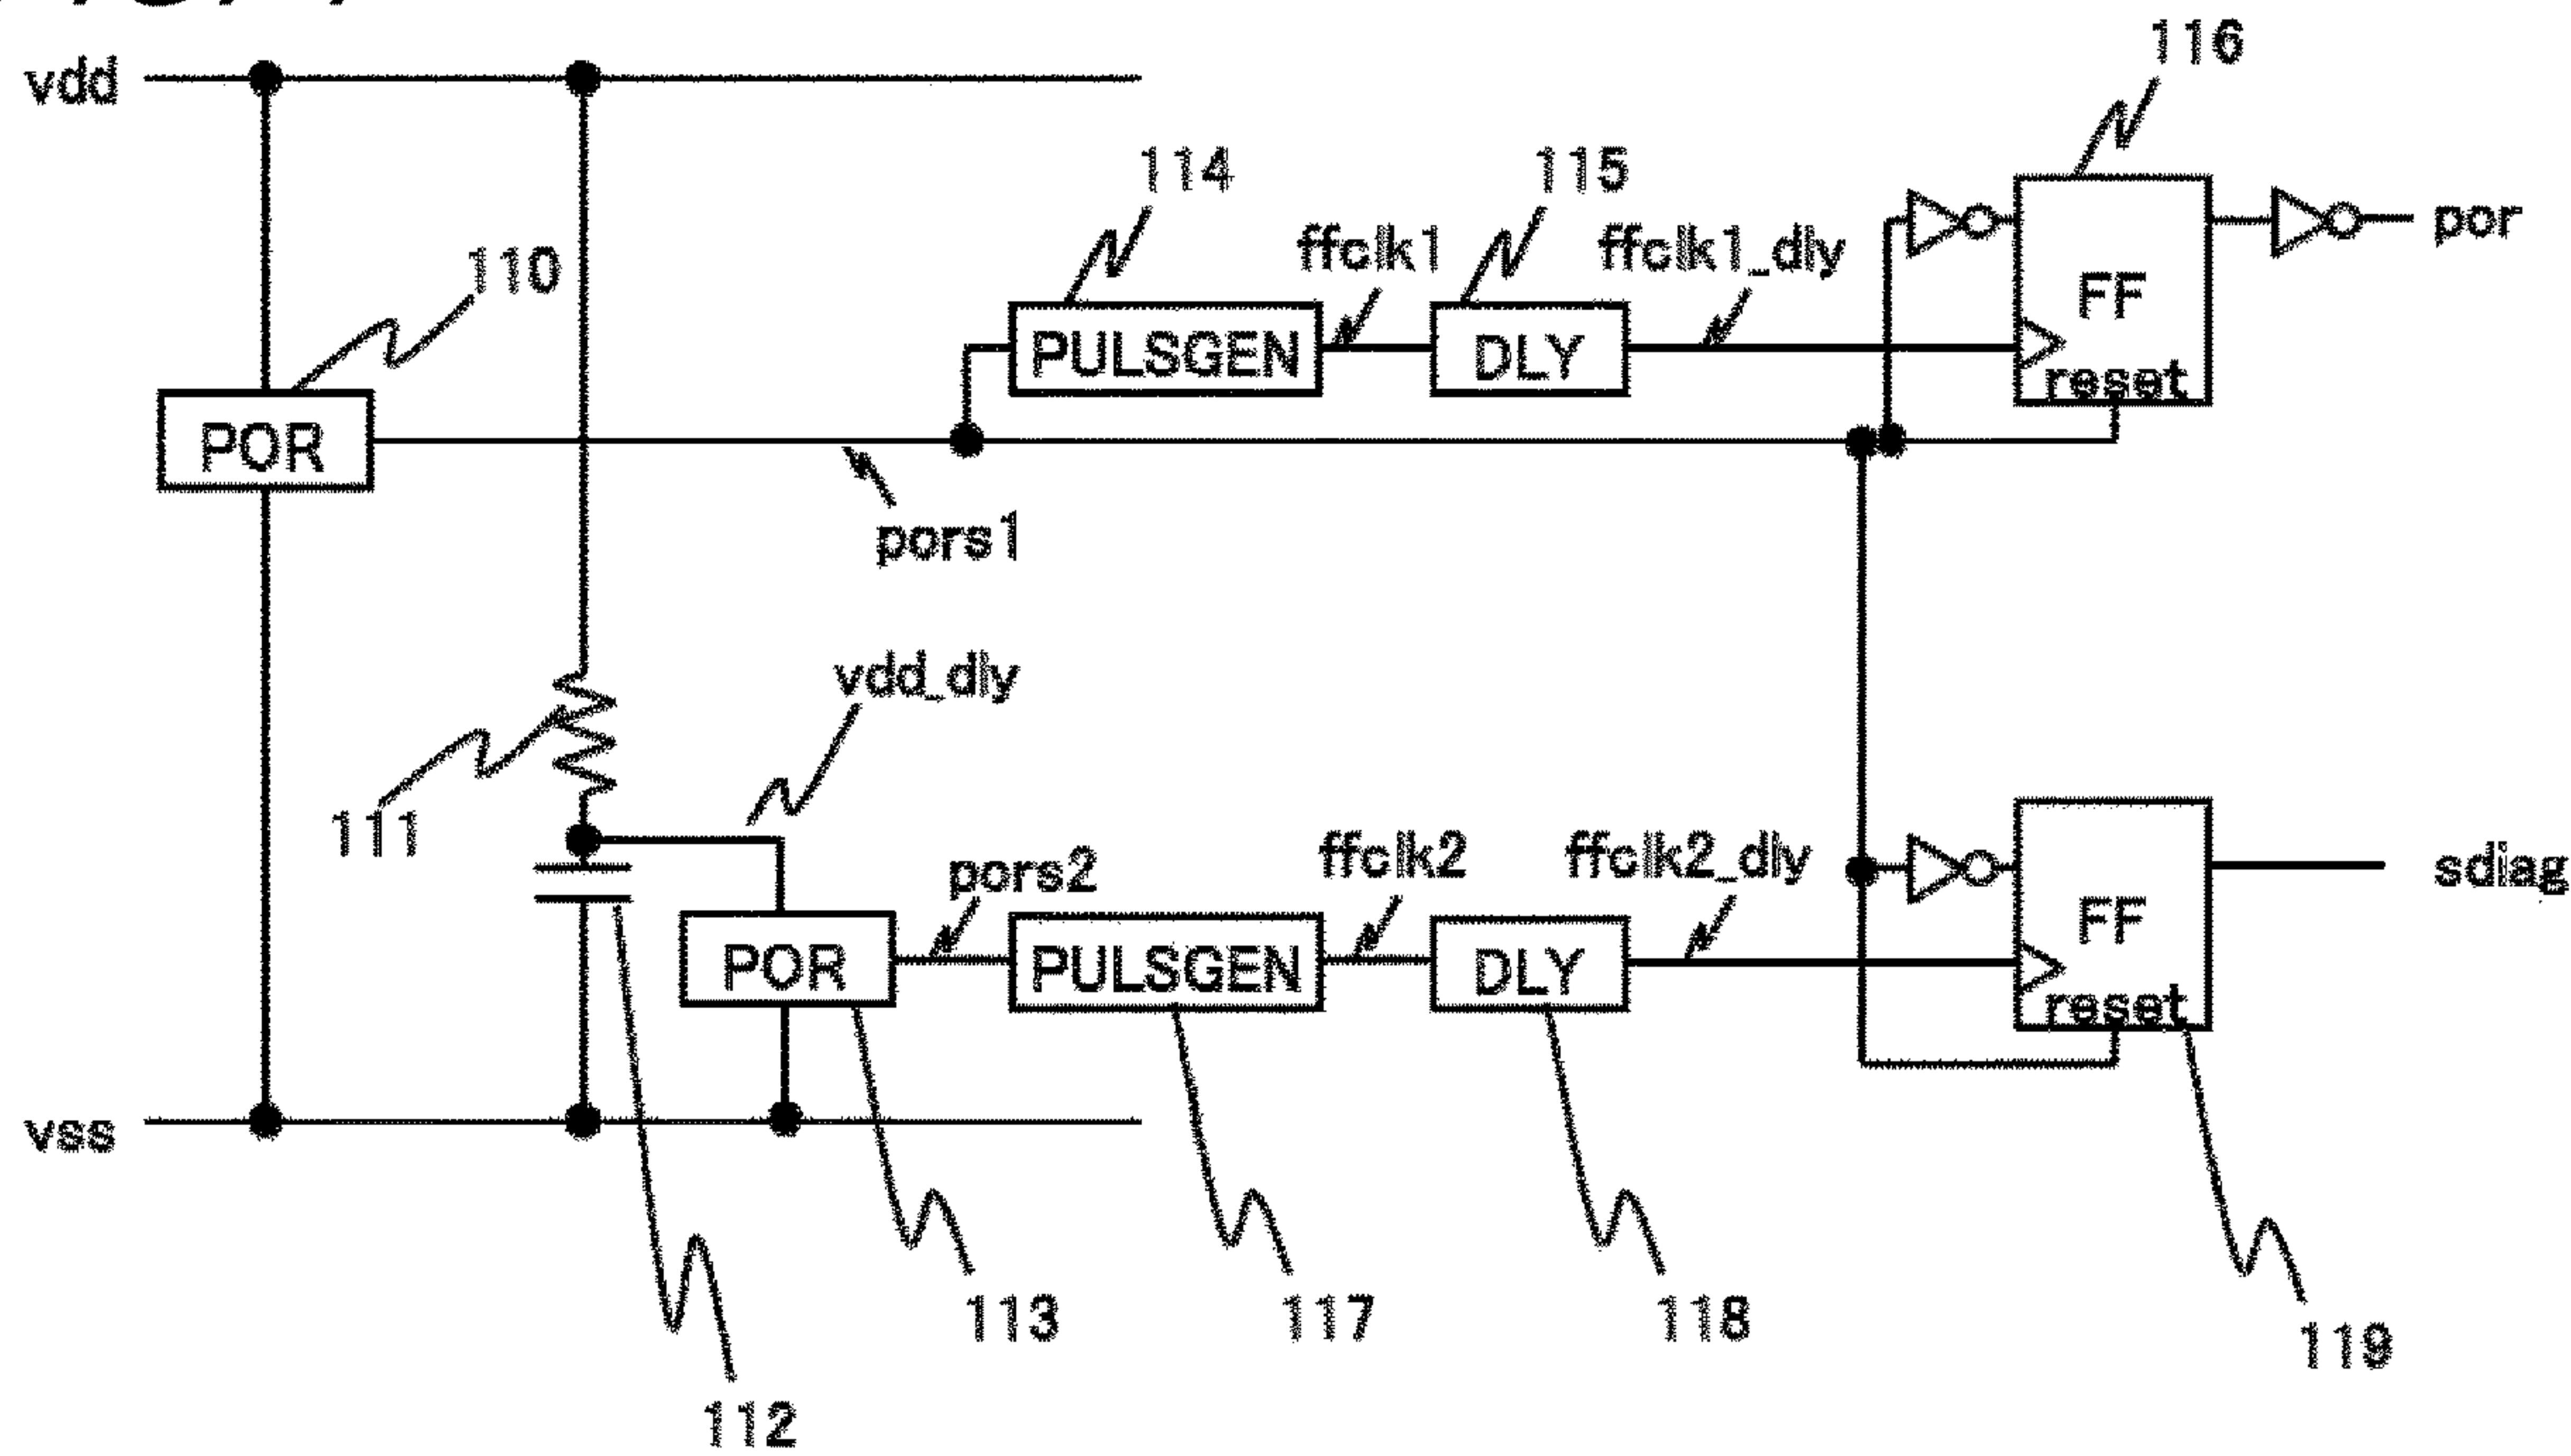 116
vdd
114
115
por
110
ffclk1
ffclk1_dly
FF
PULSGEN
DLY
reset
POR
pors1
vdd_dly
111
pors2
ffclk2
ffclk2_dly
sdiag
FF
POR
PULSGEN
DLY
reset
vss
113
117
118
119
112